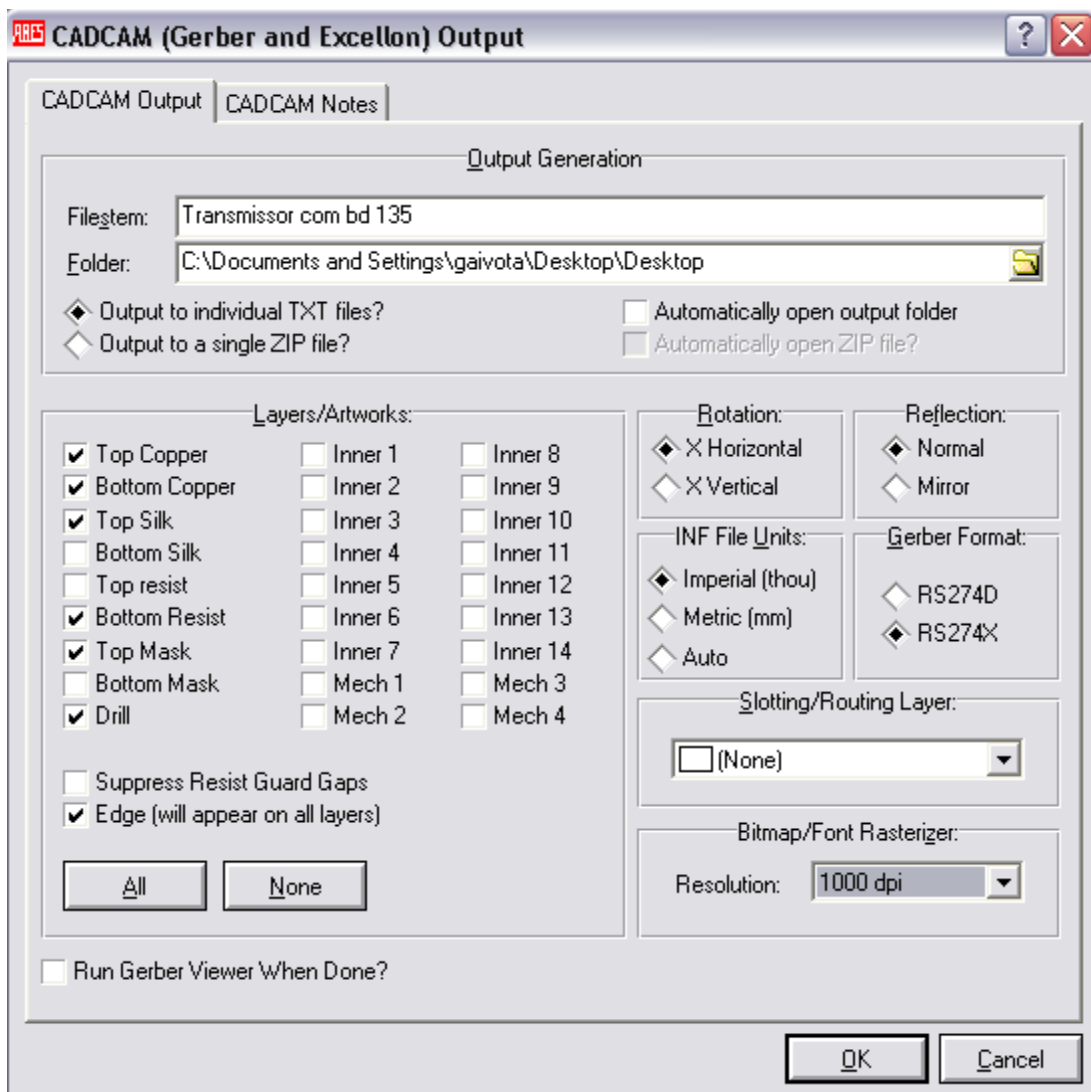 ARES CADCAM (Gerber and Excellon) Output
CADCAM Output
CADCAM Notes
Output Generation
Filestem: Transmissor com bd 135
Folder: C:\Documents and Settings\gaivota\Desktop\Desktop
Output to individual TXT files?
Output to a single ZIP file?
Automatically open output folder
Automatically open ZIP file?
Layers/Artworks:
Top Copper
Bottom Copper
Top Silk
Bottom Silk
Top resist
Bottom Resist
Top Mask
Bottom Mask
Drill
Inner 1
Inner 2
Inner 3
Inner 4
Inner 5
Inner 6
Inner 7
Mech 1
Mech 2
Inner 8
Inner 9
Inner 10
Inner 11
Inner 12
Inner 13
Inner 14
Mech 3
Mech 4
Suppress Resist Guard Gaps
Edge (will appear on all layers)
All
None
Rotation:
X Horizontal
X Vertical
Reflection:
Normal
Mirror
INF File Units:
Imperial (thou)
Metric (mm)
Auto
Gerber Format:
RS274D
RS274X
Slotting/Routing Layer:
(None)
Bitmap/Font Rasterizer:
Resolution: 1000 dpi
Run Gerber Viewer When Done?
OK
Cancel